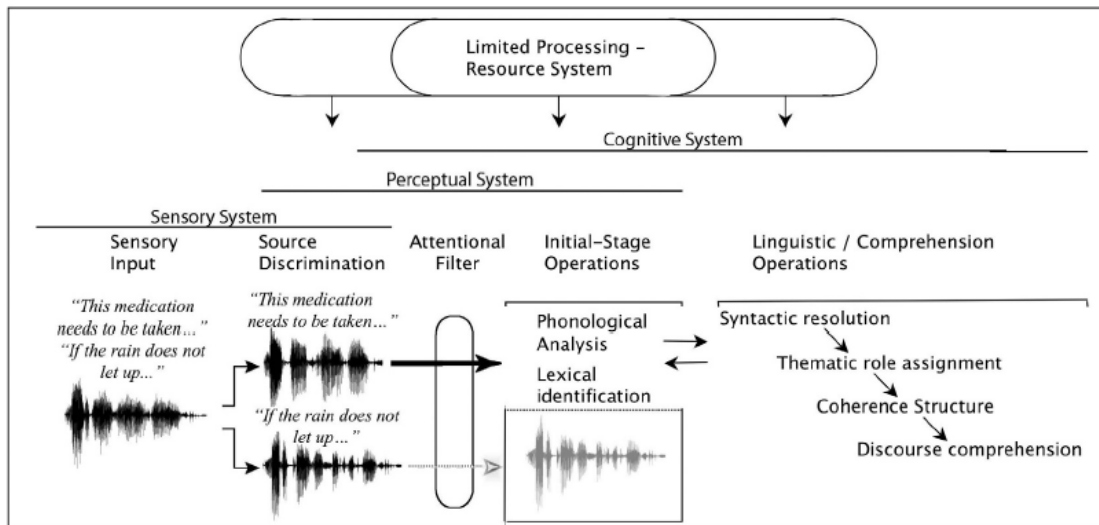 Limited Processing –
Resource System
Cognitive System
Perceptual System
Sensory System
Sensory
Input
Source
Discrimination
Attentional
Filter
Initial–Stage
Operations
Linguistic / Comprehension
Operations
“This medication
needs to be taken…”
“If the rain does not
let up…”
“This medication
needs to be taken…”
“If the rain does not
let up…”
Phonological
Analysis
Lexical
identification
Syntactic resolution
Thematic role assignment
Coherence Structure
Discourse comprehension